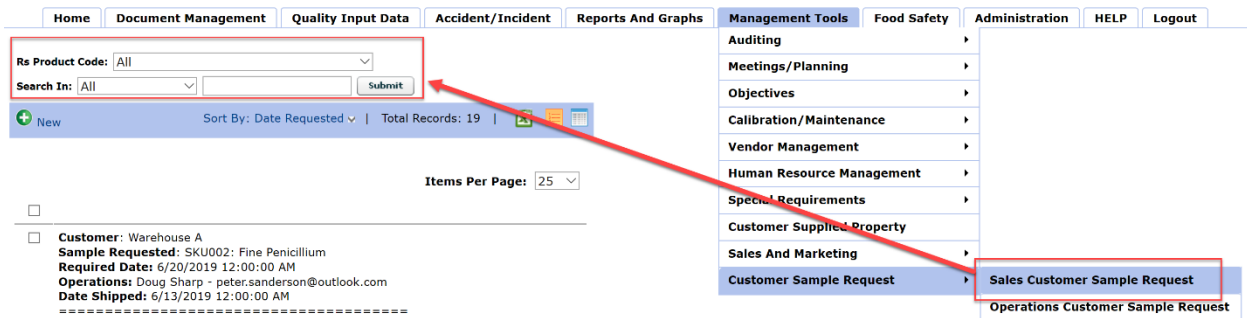 Home Document Management Quality Input Data Accident/Incident Reports And Graphs Management Tools Food Safety Administration HELP Logout
Rs Product Code: All
Search In: All Submit
New Sort By: Date Requested | Total Records: 19 |
Items Per Page: 25
Customer: Warehouse A
Sample Requested: SKU002: Fine Penicillium
Required Date: 6/20/2019 12:00:00 AM
Operations: Doug Sharp - peter.sanderson@outlook.com
Date Shipped: 6/13/2019 12:00:00 AM
=======================================
Auditing
Meetings/Planning
Objectives
Calibration/Maintenance
Vendor Management
Human Resource Management
Special Requirements
Customer Supplied Property
Sales And Marketing
Customer Sample Request
Sales Customer Sample Request
Operations Customer Sample Request